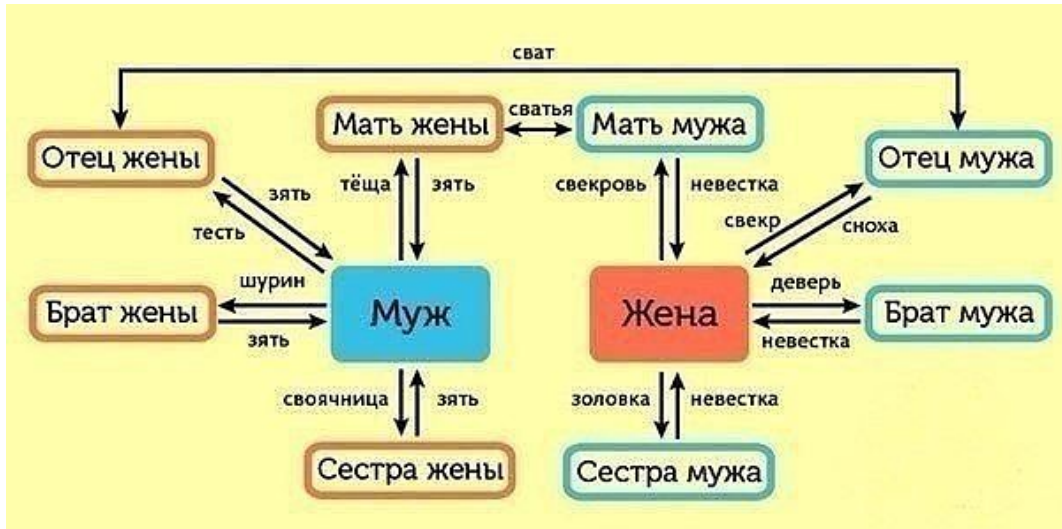 сват
Мать жены
сватья
Мать мужа
Отец жены
Отец мужа
зять
тёща
зять
свекровь
невестка
свекр
сноха
тесть
шурин
Муж
Жена
деверь
Брат жены
Брат мужа
зять
невестка
своячница
зять
золовка
невестка
Сестра жены
Сестра мужа